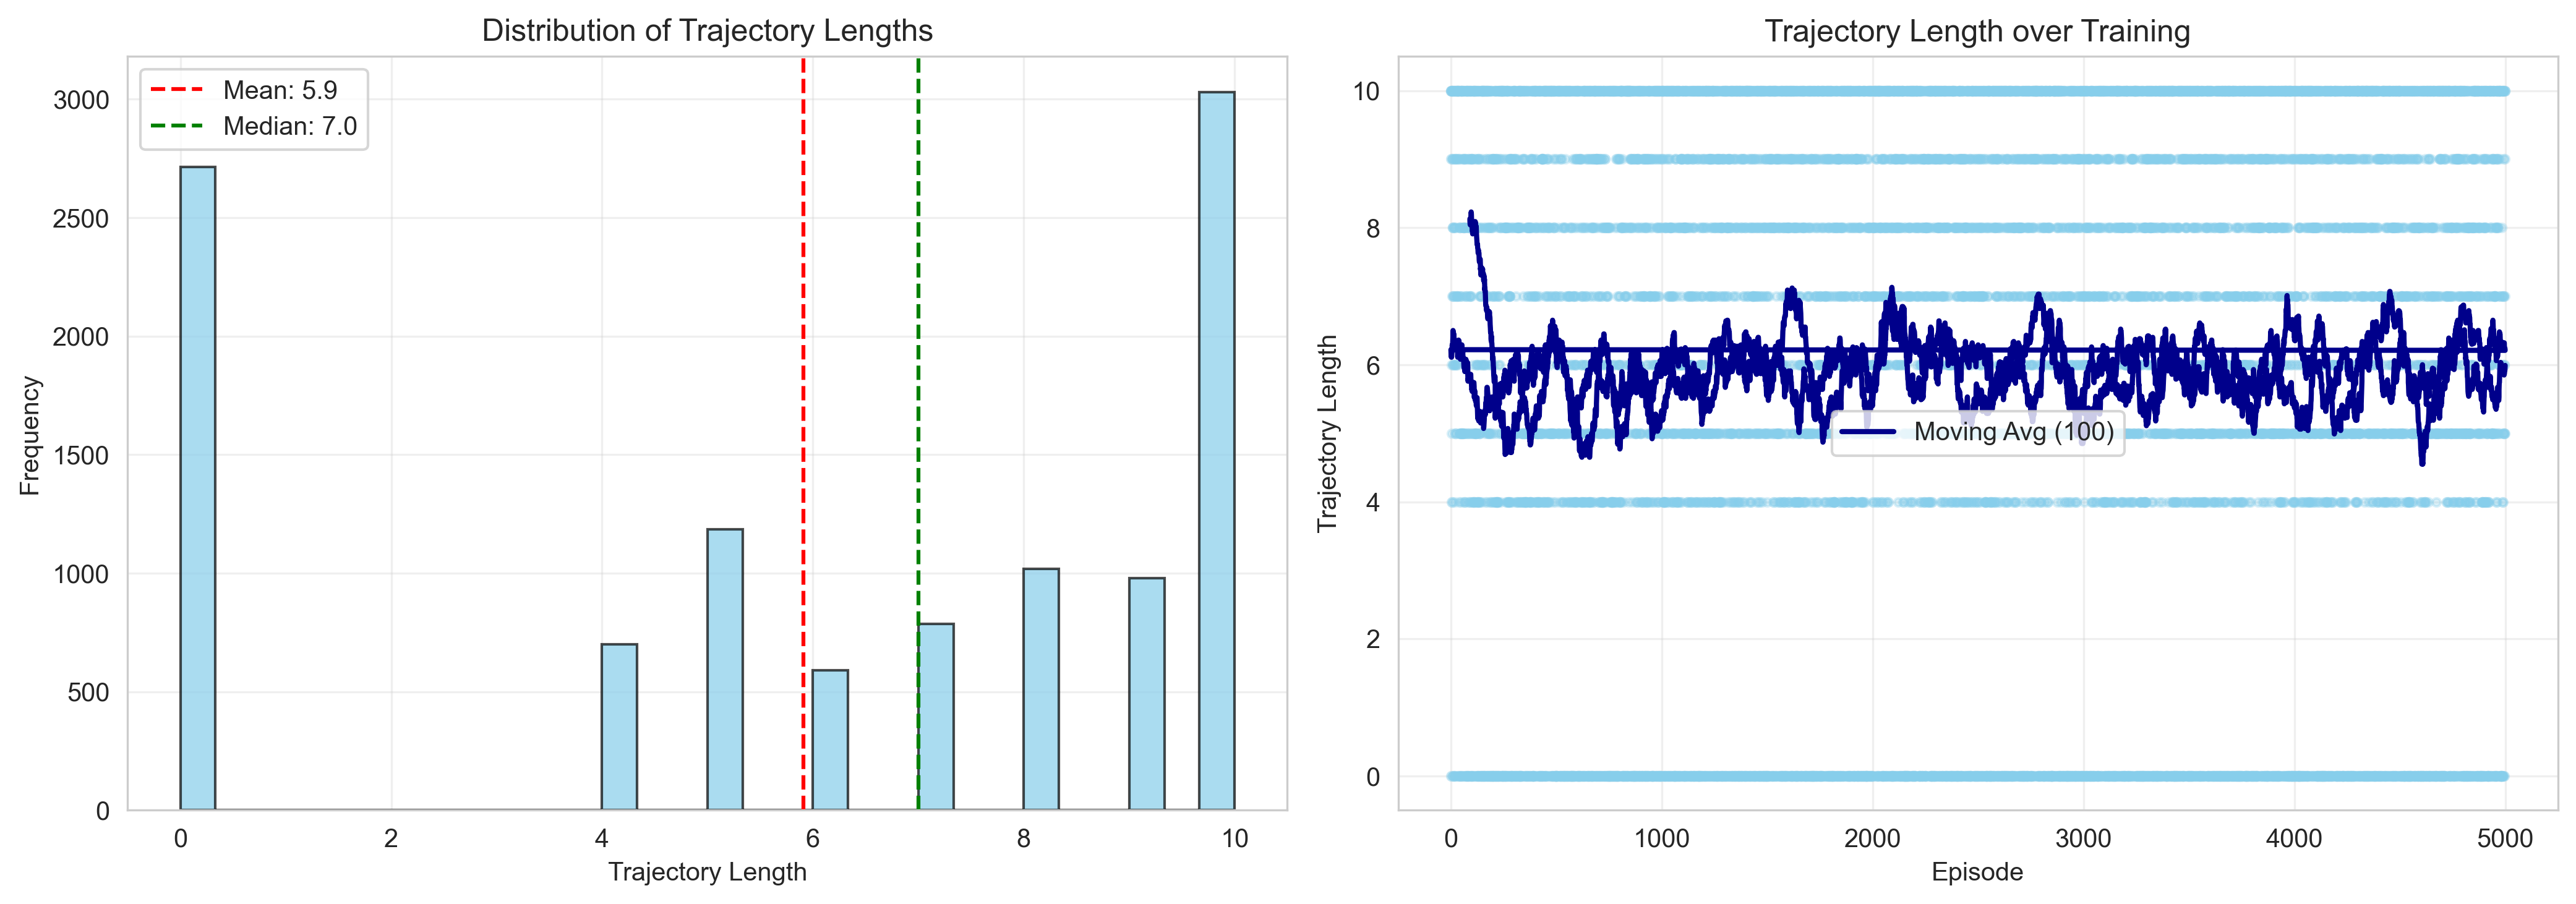 Distribution of Trajectory Lengths
Mean: 5.9
Median: 7.0
Frequency
3000
2500
2000
1500
1000
500
0
0 2 4 6 8 10
Trajectory Length
Trajectory Length over Training
Trajectory Length
10
8
6
4
2
0
Moving Avg (100)
0 1000 2000 3000 4000 5000
Episode